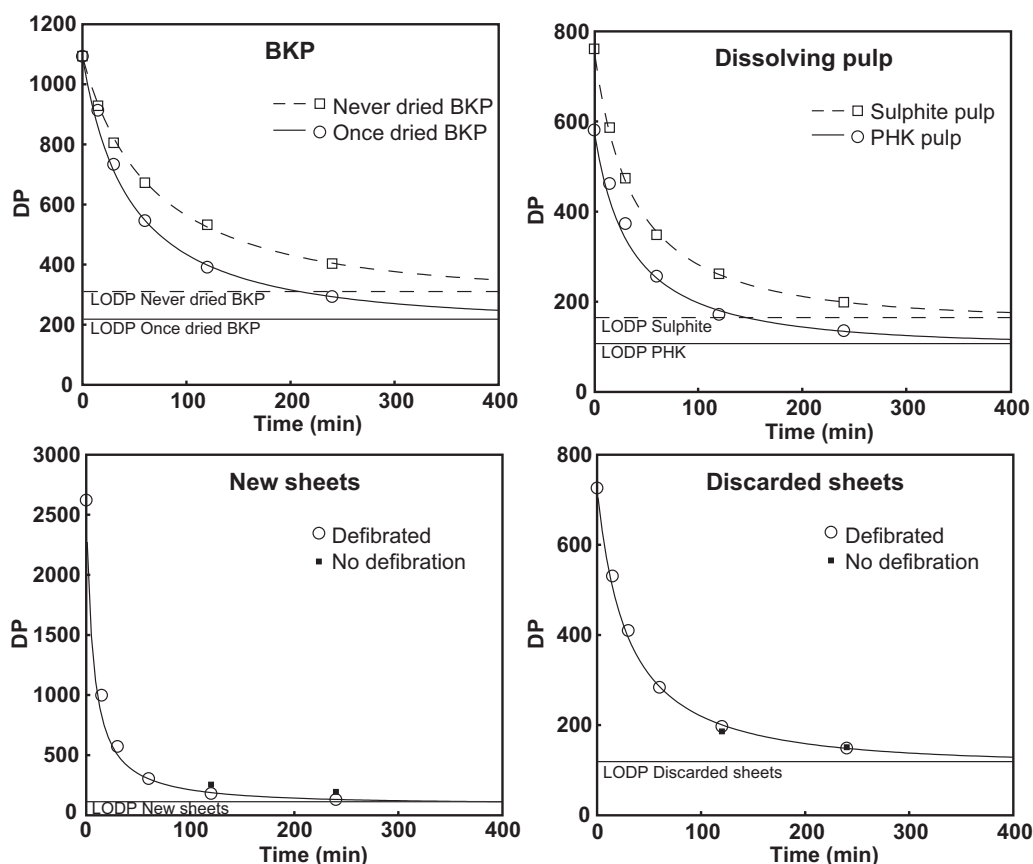 BKP
Never dried BKP
Once dried BKP
1200
1000
800
600
400
200
0
DP
LODP Never dried BKP
LODP Once dried BKP
0 100 200 300 400
Time (min)
Dissolving pulp
Sulphite pulp
PHK pulp
800
600
400
200
0
DP
LODP Sulphite
LODP PHK
0 100 200 300 400
Time (min)
New sheets
Defibrated
No defibration
3000
2500
2000
1500
1000
500
0
DP
LODP New sheets
0 100 200 300 400
Time (min)
Discarded sheets
Defibrated
No defibration
800
600
400
200
0
DP
LODP Discarded sheets
0 100 200 300 400
Time (min)